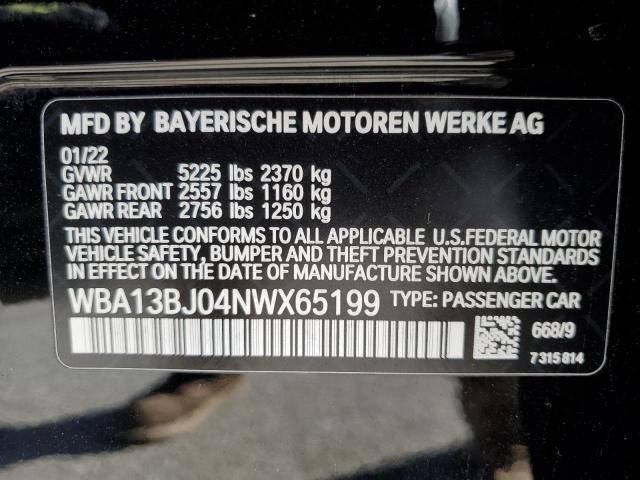 MFD BY BAYERISCHE MOTOREN WERKE AG
01/22
GVWR 5225 lbs 2370 kg
GAWR FRONT 2557 lbs 1160 kg
GAWR REAR 2756 lbs 1250 kg
THIS VEHICLE CONFORMS TO ALL APPLICABLE U.S.FEDERAL MOTOR
VEHICLE SAFETY, BUMPER AND THEFT PREVENTION STANDARDS
IN EFFECT ON THE DATE OF MANUFACTURE SHOWN ABOVE.
WBA13BJ04NWX65199 TYPE: PASSENGER CAR
668/9
7 315 814